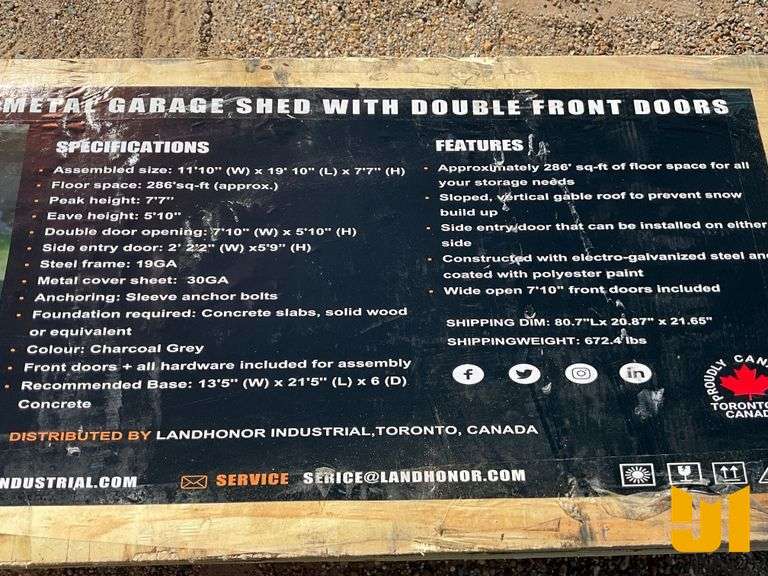 METAL GARAGE SHED WITH DOUBLE FRONT DOORS
SPECIFICATIONS
• Assembled size: 11'10" (W) x 19' 10" (L) x 7'7" (H)
• Floor space: 286'sq-ft (approx.)
• Peak height: 7'7"
• Eave height: 5'10"
• Double door opening: 7'10" (W) x 5'10" (H)
• Side entry door: 2' 2'2" (W) x5'9" (H)
• Steel frame: 19GA
• Metal cover sheet: 30GA
• Anchoring: Sleeve anchor bolts
• Foundation required: Concrete slabs, solid wood
or equivalent
• Colour: Charcoal Grey
• Front doors + all hardware included for assembly
• Recommended Base: 13'5" (W) x 21'5" (L) x 6 (D)
Concrete
FEATURES
• Approximately 286' sq-ft of floor space for all
your storage needs
• Sloped, vertical gable roof to prevent snow
build up
• Side entry door that can be installed on either
side
• Constructed with electro-galvanized steel and
coated with polyester paint
• Wide open 7'10" front doors included
SHIPPING DIM: 80.7"Lx 20.87" x 21.65"
SHIPPINGWEIGHT: 672.4 lbs
PROUDLY CAN
TORONTO
CANAD
DISTRIBUTED BY LANDHONOR INDUSTRIAL,TORONTO, CANADA
NDUSTRIAL.COM
SERVICE SERICE@LANDHONOR.COM